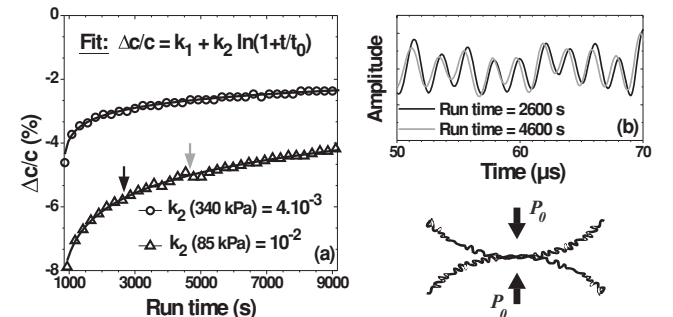 0
-2
-4
-6
-8
Δc/c (%)
Fit: Δc/c = k₁ + k₂ ln(1+t/t₀)
k₂ (340 kPa) = 4.10⁻³
k₂ (85 kPa) = 10⁻²
(a)
1000 3000 5000 7000 9000
Run time (s)
Amplitude
Run time = 2600 s
Run time = 4600 s
(b)
50 60 70
Time (µs)
P₀
P₀